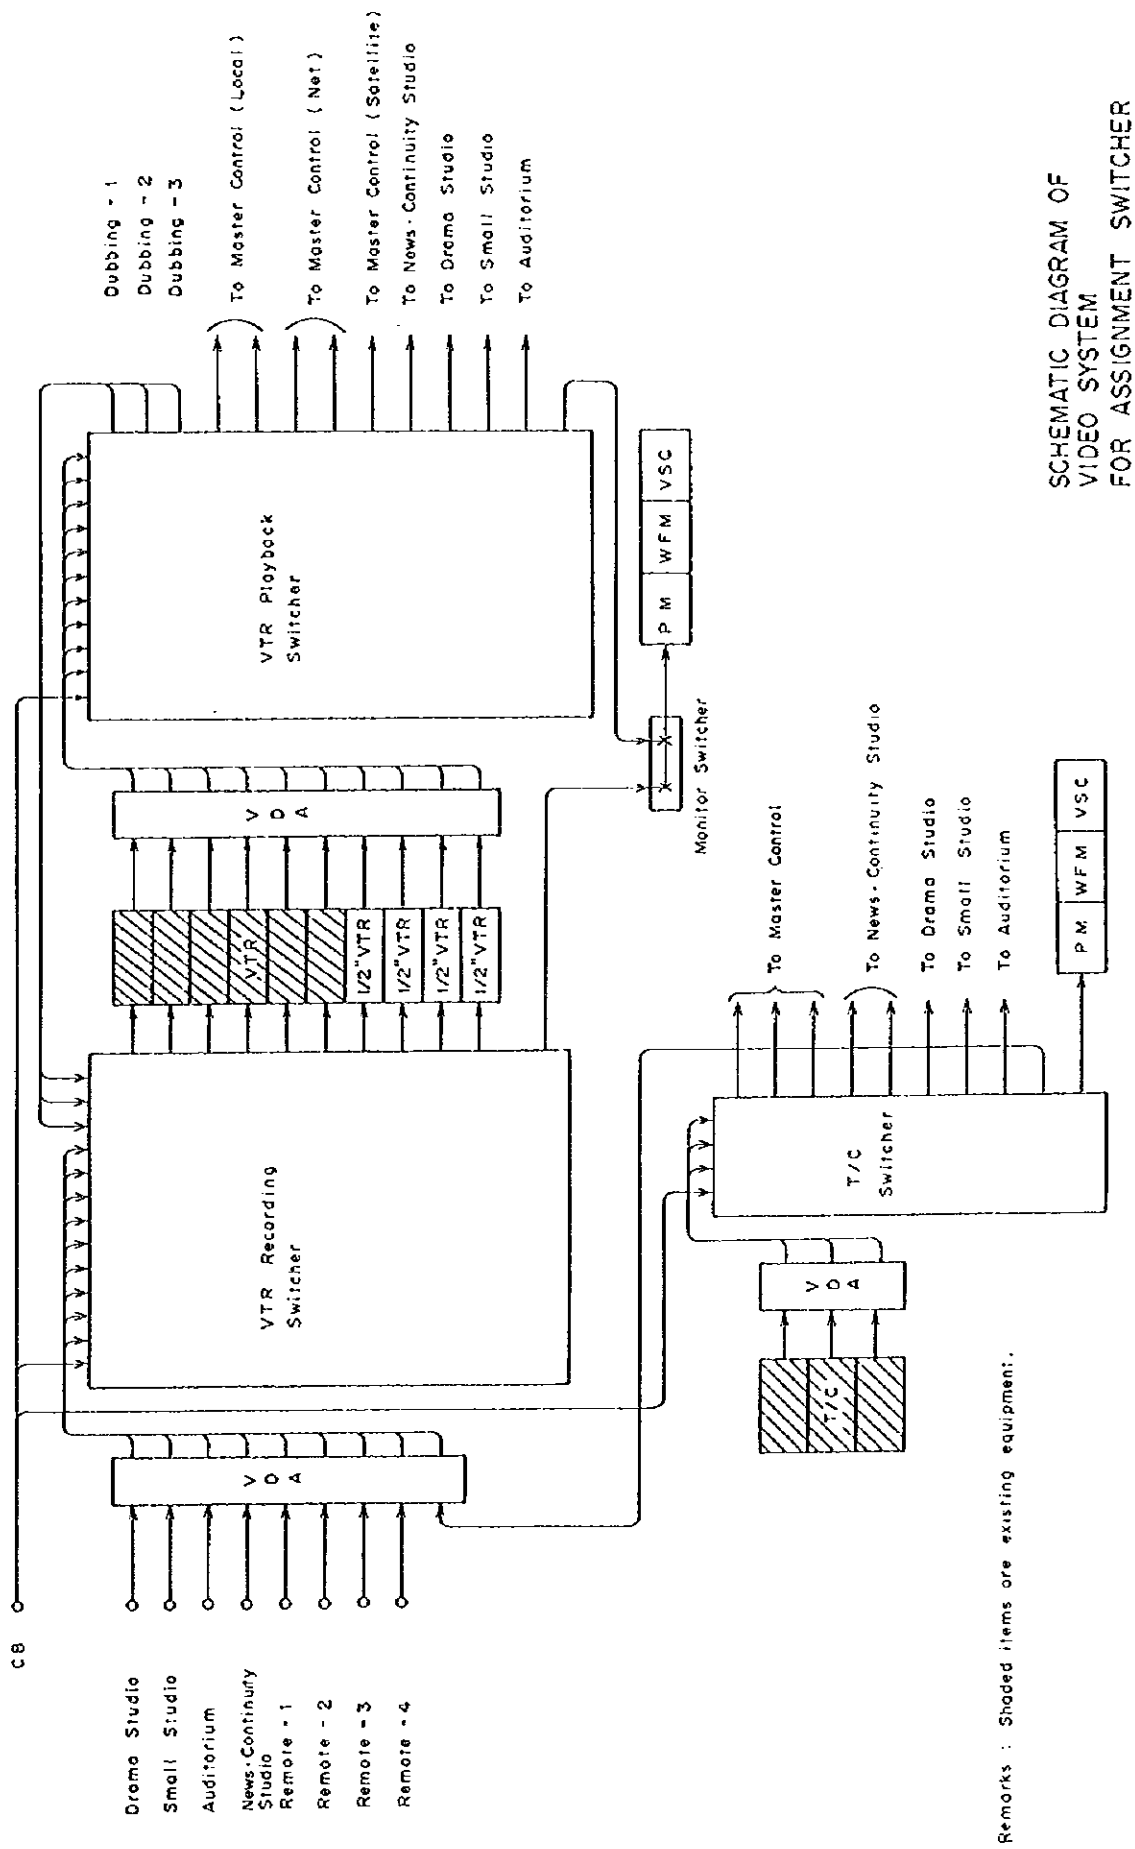 CB
Drama Studio
Small Studio
Auditorium
News·Continuity
Studio
Remote - 1
Remote - 2
Remote - 3
Remote - 4
V D A
VTR Recording
Switcher
VTR
1/2" VTR
1/2" VTR
1/2" VTR
1/2" VTR
V D A
VTR Playback
Switcher
Dubbing - 1
Dubbing - 2
Dubbing - 3
To Master Control (Local)
To Master Control (Net)
To Master Control (Satellite)
To News·Continuity Studio
To Drama Studio
To Small Studio
To Auditorium
Monitor Switcher
PM WFM VSC
T/C
V D A
T/C
Switcher
To Master Control
To News·Continuity Studio
To Drama Studio
To Small Studio
To Auditorium
PM WFM VSC
Remarks : Shaded items are existing equipment.
SCHEMATIC DIAGRAM OF
VIDEO SYSTEM
FOR ASSIGNMENT SWITCHER